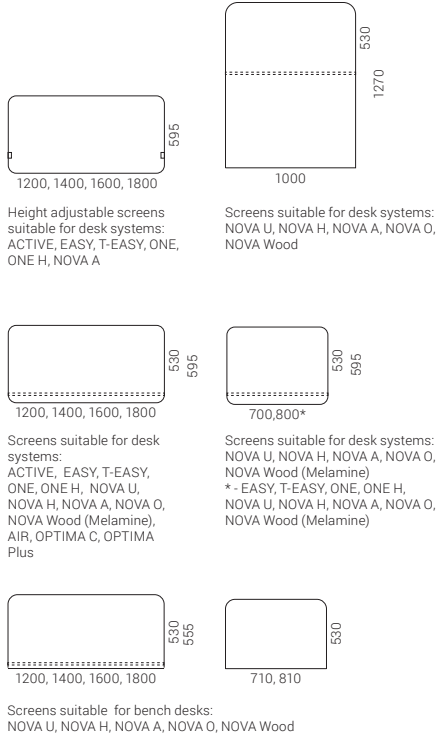 530
1270
595
1200, 1400, 1600, 1800
1000
Height adjustable screens
suitable for desk systems:
ACTIVE, EASY, T-EASY, ONE,
ONE H, NOVA A
Screens suitable for desk systems:
NOVA U, NOVA H, NOVA A, NOVA O,
NOVA Wood
530
595
1200, 1400, 1600, 1800
530
595
700,800*
Screens suitable for desk
systems:
ACTIVE, EASY, T-EASY,
ONE, ONE H, NOVA U,
NOVA H, NOVA A, NOVA O,
NOVA Wood (Melamine),
AIR, OPTIMA C, OPTIMA
Plus
Screens suitable for desk systems:
NOVA U, NOVA H, NOVA A, NOVA O,
NOVA Wood (Melamine)
* - EASY, T-EASY, ONE, ONE H,
NOVA U, NOVA H, NOVA A, NOVA O,
NOVA Wood (Melamine)
530
555
1200, 1400, 1600, 1800
530
710, 810
Screens suitable for bench desks:
NOVA U, NOVA H, NOVA A, NOVA O, NOVA Wood